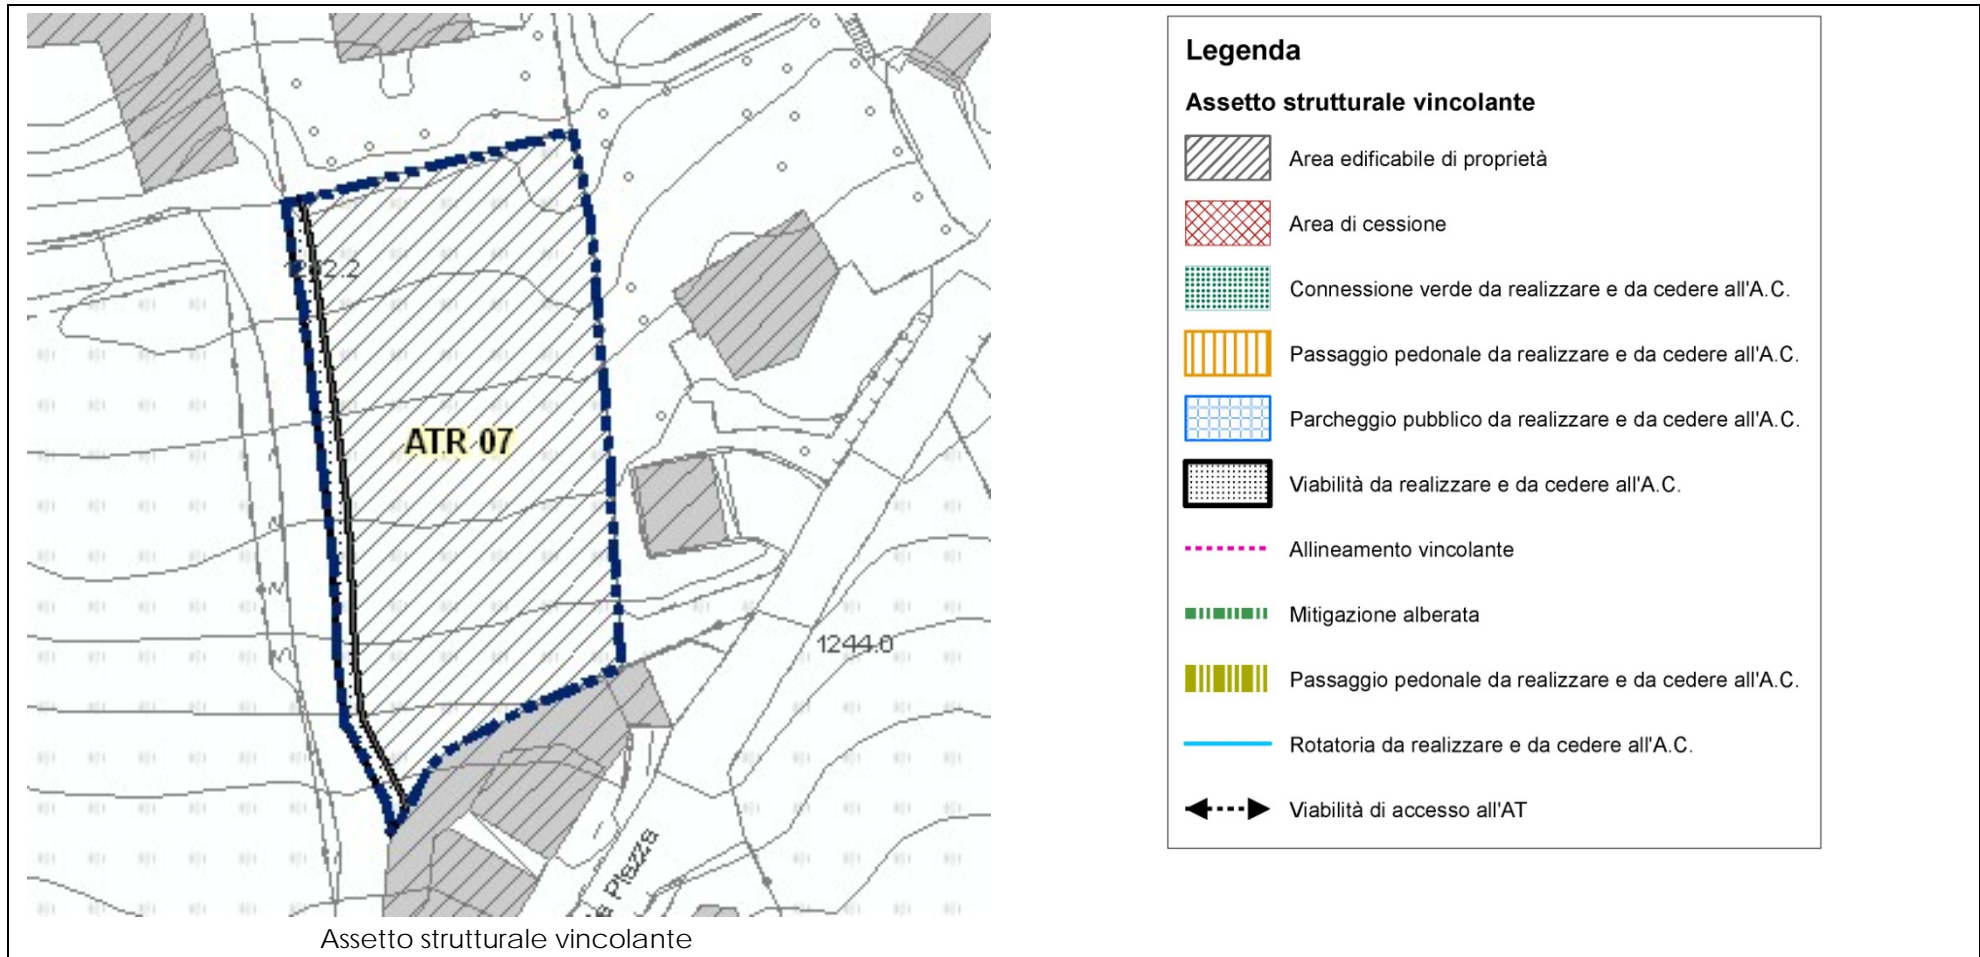 ATR 07
1244.0
Piazza
Assetto strutturale vincolante
Legenda
Assetto strutturale vincolante
Area edificabile di proprietà
Area di cessione
Connessione verde da realizzare e da cedere all'A.C.
Passaggio pedonale da realizzare e da cedere all'A.C.
Parcheggio pubblico da realizzare e da cedere all'A.C.
Viabilità da realizzare e da cedere all'A.C.
Allineamento vincolante
Mitigazione alberata
Passaggio pedonale da realizzare e da cedere all'A.C.
Rotatoria da realizzare e da cedere all'A.C.
Viabilità di accesso all'AT